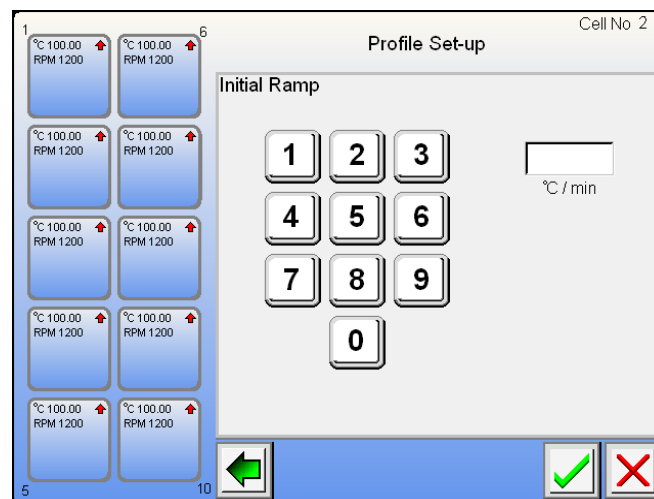 1
6
°C 100.00
RPM 1200
°C 100.00
RPM 1200
°C 100.00
RPM 1200
°C 100.00
RPM 1200
°C 100.00
RPM 1200
°C 100.00
RPM 1200
°C 100.00
RPM 1200
°C 100.00
RPM 1200
°C 100.00
RPM 1200
°C 100.00
RPM 1200
5
10
Cell No 2
Profile Set-up
Initial Ramp
1 2 3
4 5 6
7 8 9
0
°C / min